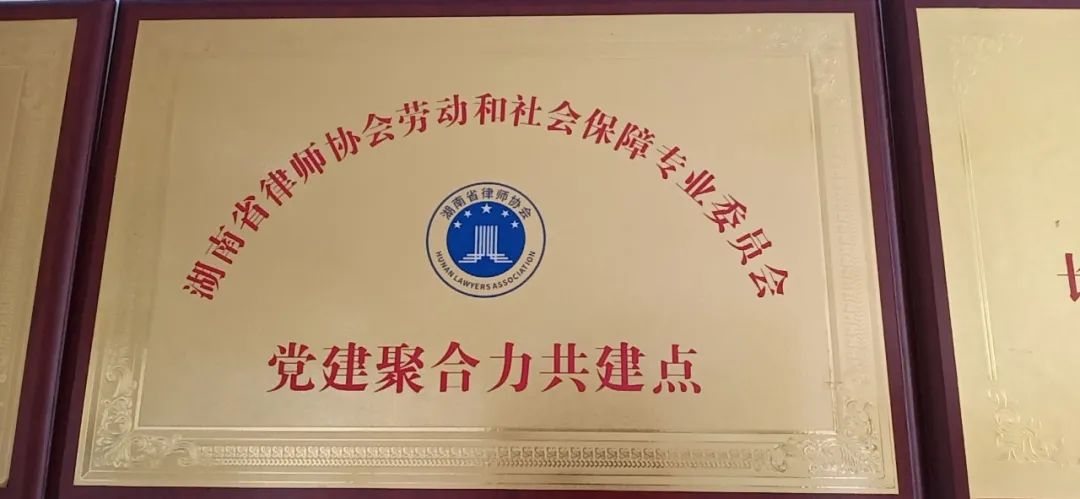 湖南省律师协会劳动和社会保障专业委员会
湖南省律师协会
HUNAN LAWYERS ASSOCIATION
党建聚合力共建点